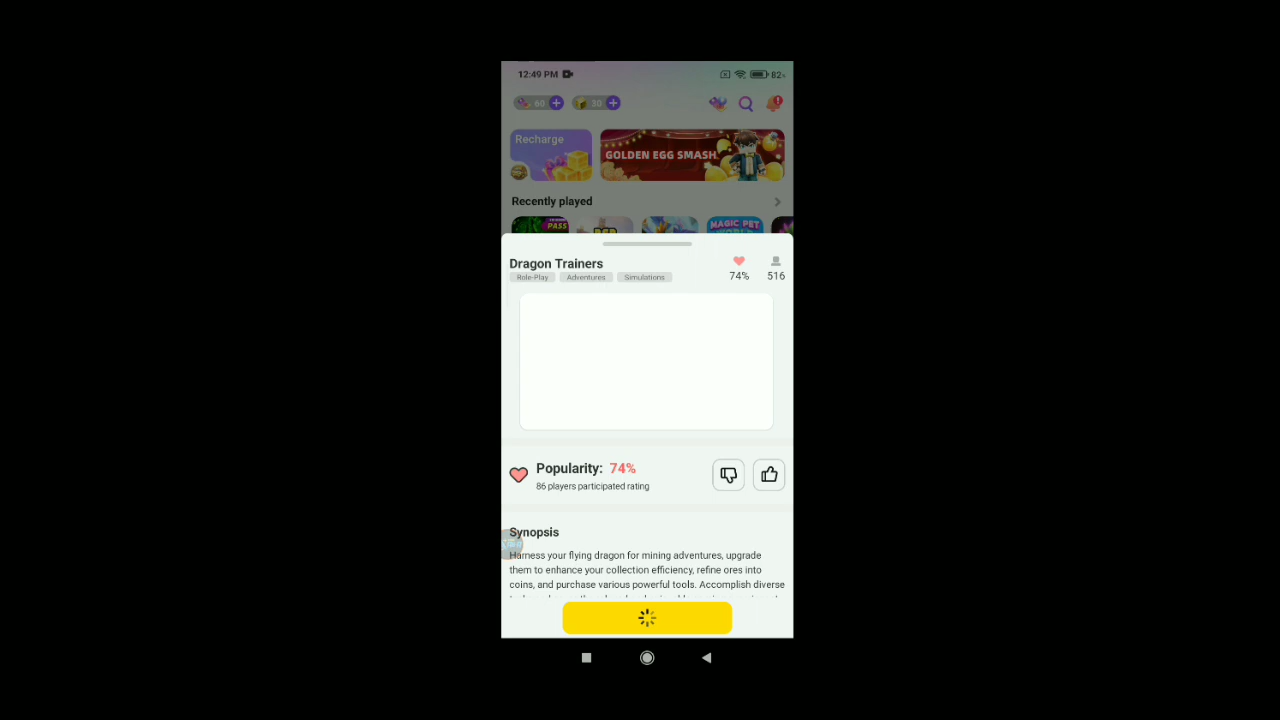 12:49 PM
82
60
30
Recharge
GOLDEN EGG SMASH
Recently played
PASS
MAGIC PET
Dragon Trainers
74%
516
Role-Play
Adventures
Simulations
Popularity: 74%
86 players participated rating
Synopsis
Harness your flying dragon for mining adventures, upgrade
them to enhance your collection efficiency, refine ores into
coins, and purchase various powerful tools. Accomplish diverse